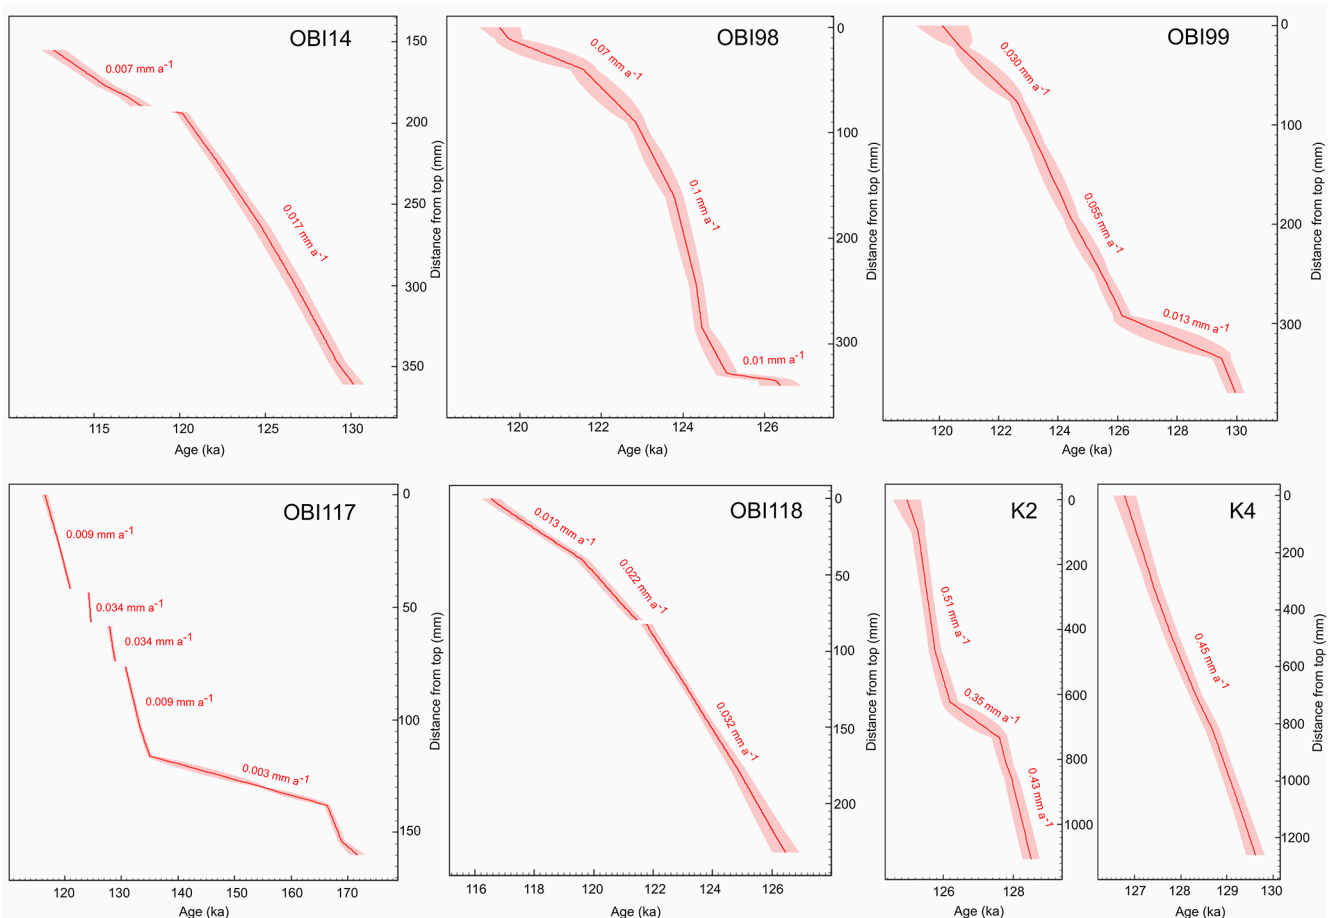 OBI14
0.007 mm a-1
0.017 mm a-1
150
200
250
300
350
Distance from top (mm)
115
120
125
130
Age (ka)
OBI98
0.07 mm a-1
0.1 mm a-1
0.01 mm a-1
0
100
200
300
Distance from top (mm)
120
122
124
126
Age (ka)
OBI99
0.030 mm a-1
0.055 mm a-1
0.013 mm a-1
0
100
200
300
Distance from top (mm)
120
122
124
126
128
130
Age (ka)
OBI117
0.009 mm a-1
0.034 mm a-1
0.034 mm a-1
0.009 mm a-1
0.003 mm a-1
0
50
100
150
Distance from top (mm)
120
130
140
150
160
170
Age (ka)
OBI118
0.013 mm a-1
0.022 mm a-1
0.032 mm a-1
0
50
100
150
200
Distance from top (mm)
116
118
120
122
124
126
Age (ka)
K2
0.51 mm a-1
0.35 mm a-1
0.43 mm a-1
0
200
400
600
800
1000
126
128
Age (ka)
K4
0.45 mm a-1
0
200
400
600
800
1000
1200
Distance from top (mm)
127
128
129
130
Age (ka)